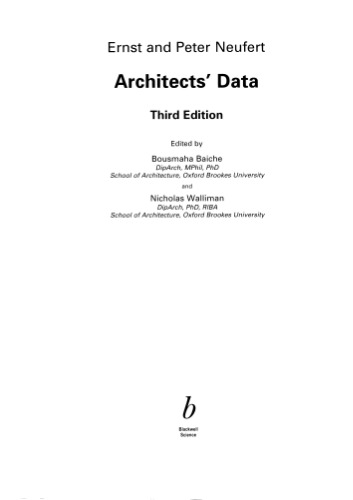 Ernst and Peter Neufert
Architects' Data
Third Edition
Edited by
Bousmaha Baiche
DipArch, MPhil, PhD
School of Architecture, Oxford Brookes University
and
Nicholas Walliman
DipArch, PhD, RIBA
School of Architecture, Oxford Brookes University
b
Blackwell
Science